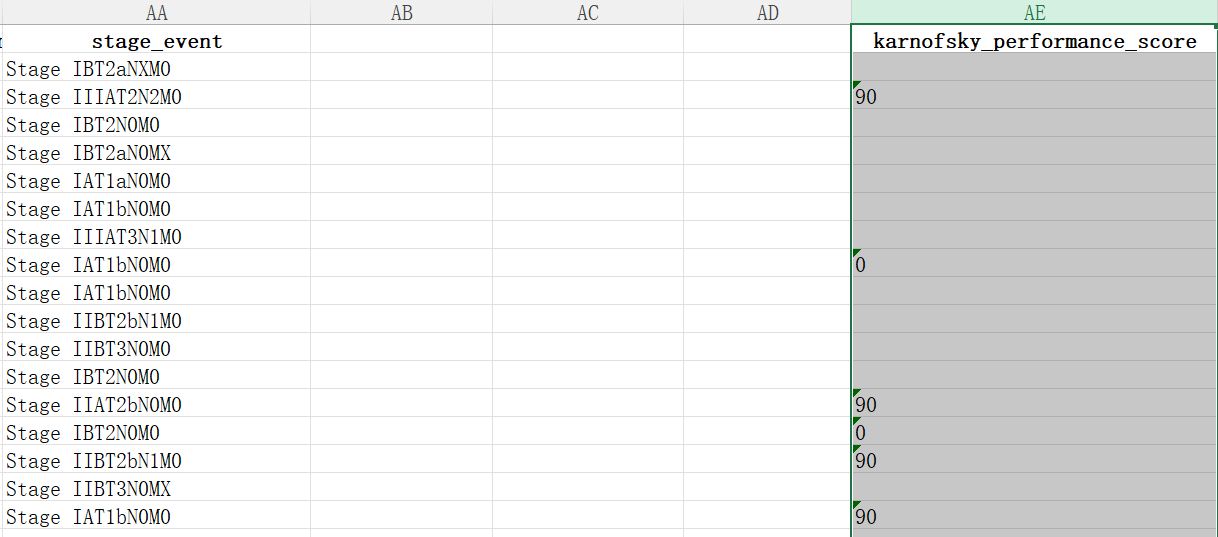 AA AB AC AD AE
stage_event karnofsky_performance_score
Stage IBT2aNXM0
Stage IIIAT2N2M0 90
Stage IBT2N0M0
Stage IBT2aN0MX
Stage IAT1aN0M0
Stage IAT1bN0M0
Stage IIIAT3N1M0
Stage IAT1bN0M0 0
Stage IAT1bN0M0
Stage IIBT2bN1M0
Stage IIBT3N0M0
Stage IBT2N0M0
Stage IIAT2bN0M0 90
Stage IBT2N0M0 0
Stage IIBT2bN1M0 90
Stage IIBT3N0MX
Stage IAT1bN0M0 90